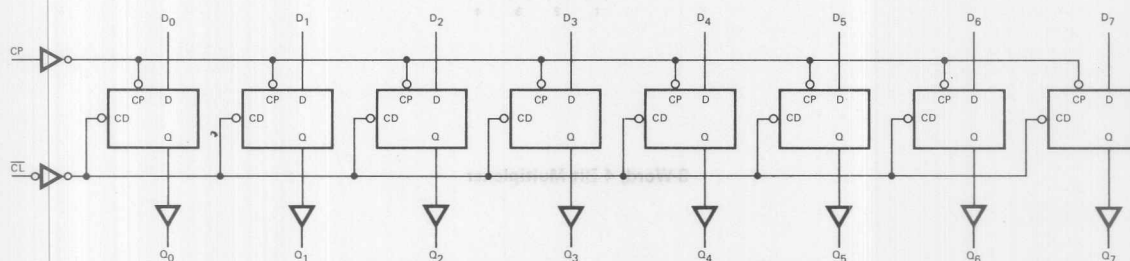 D0 D1 D2 D3 D4 D5 D6 D7
CP
CP D CP D CP D CP D CP D CP D CP D CP D
CD CD CD CD CD CD CD CD
Q Q Q Q Q Q Q Q
CL
Q0 Q1 Q2 Q3 Q4 Q5 Q6 Q7